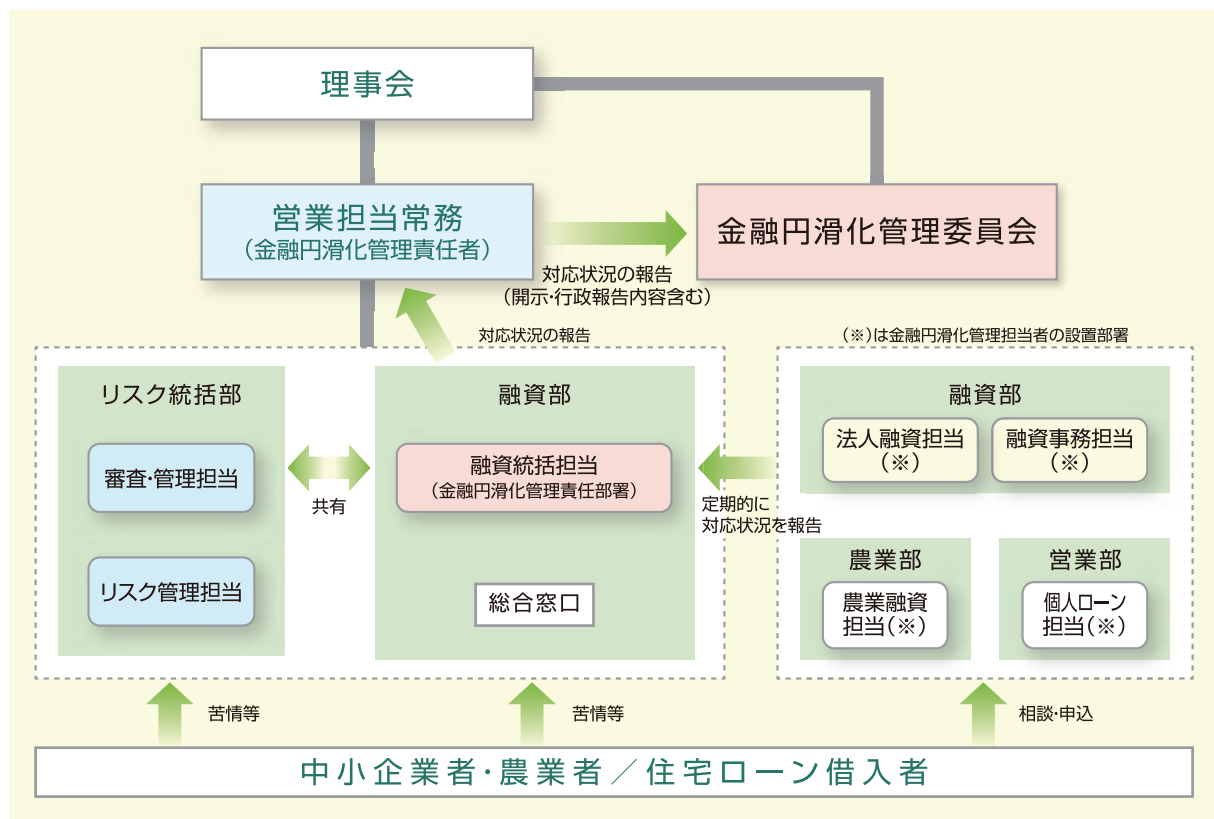 理事会
営業担当常務
（金融円滑化管理責任者）
金融円滑化管理委員会
対応状況の報告
（開示・行政報告内容含む）
対応状況の報告
（※）は金融円滑化管理担当者の設置部署
リスク統括部
審査・管理担当
リスク管理担当
共有
融資部
融資統括担当
（金融円滑化管理責任部署）
総合窓口
定期的に
対応状況を報告
融資部
法人融資担当
（※）
融資事務担当
（※）
農業部
農業融資
担当（※）
営業部
個人ローン
担当（※）
苦情等
苦情等
相談・申込
中小企業者・農業者／住宅ローン借入者